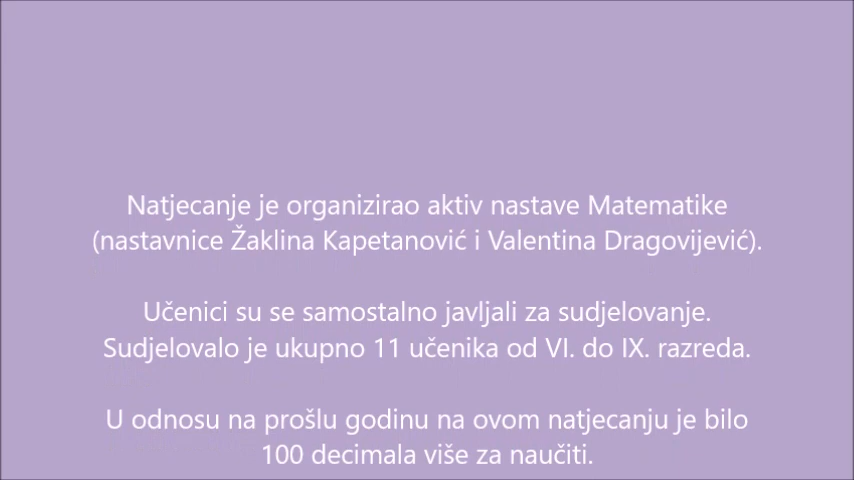 Natjecanje je organizirao aktiv nastave Matematike
(nastavnice Žaklina Kapetanović i Valentina Dragovijević).
Učenici su se samostalno javljali za sudjelovanje.
Sudjelovalo je ukupno 11 učenika od VI. do IX. razreda.
U odnosu na prošlu godinu na ovom natjecanju je bilo
100 decimala više za naučiti.